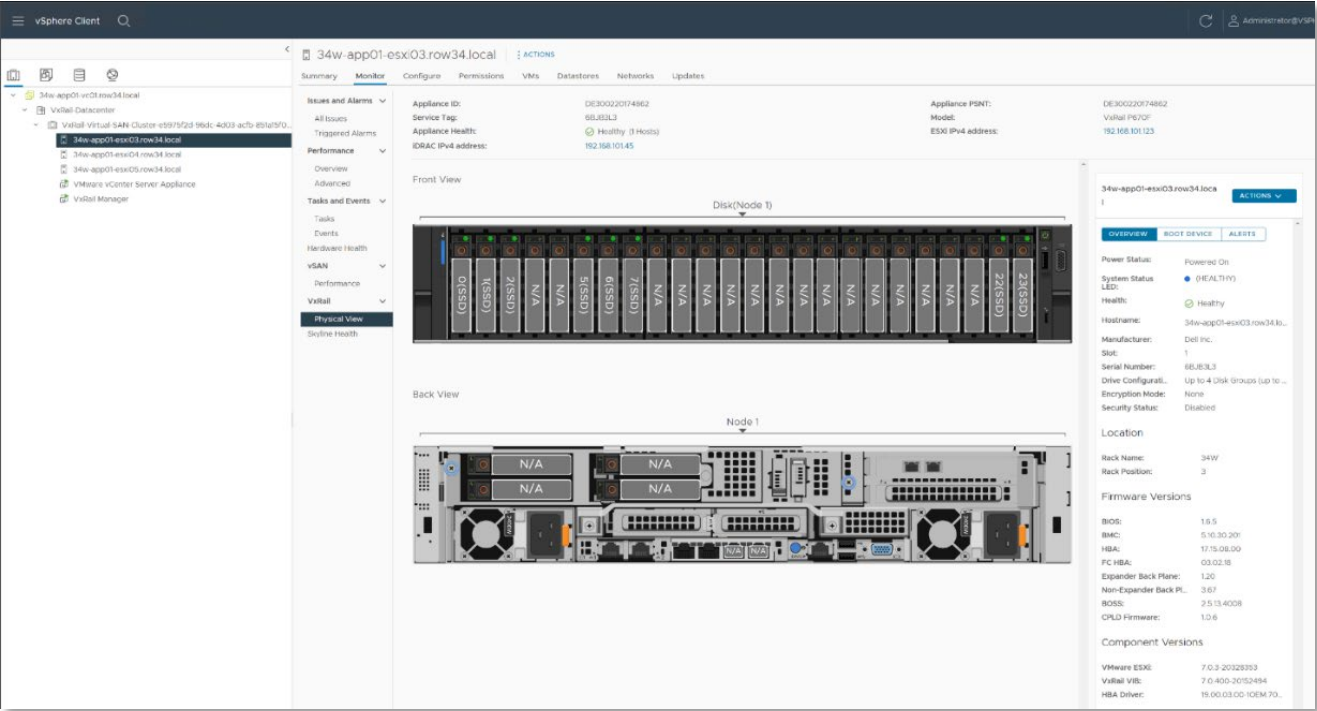 vSphere Client
Administrator@VSPH
34w-app01-vc01.row34.local
VxRail-Datacenter
VxRail-Virtual-SAN-Cluster-e5975f2d-96dc-4d03-acfb-851a15f0...
34w-app01-esxi03.row34.local
34w-app01-esxi04.row34.local
34w-app01-esxi05.row34.local
VMware vCenter Server Appliance
VxRail Manager
34w-app01-esxi03.row34.local
ACTIONS
Summary Monitor Configure Permissions VMs Datastores Networks Updates
Issues and Alarms
All Issues
Triggered Alarms
Performance
Overview
Advanced
Tasks and Events
Tasks
Events
Hardware Health
vSAN
Performance
VxRail
Physical View
Skyline Health
Appliance ID: DE300220174862
Service Tag: 6BJB3L3
Appliance Health: Healthy (1 Hosts)
iDRAC IPv4 address: 192.168.101.45
Appliance PSNT: DE300220174862
Model: VxRail P670F
ESXi IPv4 address: 192.168.101.123
Front View
Disk(Node 1)
0(SSD) 1(SSD) 2(SSD) N/A N/A 5(SSD) 6(SSD) 7(SSD) N/A N/A N/A N/A N/A N/A N/A N/A N/A N/A N/A N/A N/A N/A 22(SSD) 23(SSD)
Back View
Node 1
N/A N/A
N/A N/A
N/A N/A
34w-app01-esxi03.row34.loca
l
ACTIONS
OVERVIEW BOOT DEVICE ALERTS
Power Status: Powered On
System Status
LED: (HEALTHY)
Health: Healthy
Hostname: 34w-app01-esxi03.row34.lo...
Manufacturer: Dell Inc.
Slot: 1
Serial Number: 6BJB3L3
Drive Configurati... Up to 4 Disk Groups (up to ...
Encryption Mode: None
Security Status: Disabled
Location
Rack Name: 34W
Rack Position: 3
Firmware Versions
BIOS: 1.6.5
BMC: 5.10.30.201
HBA: 17.15.08.00
FC HBA: 03.02.18
Expander Back Plane: 1.20
Non-Expander Back Pl... 3.67
BOSS: 2.5.13.4008
CPLD Firmware: 1.0.6
Component Versions
VMware ESXi: 7.0.3-20328353
VxRail VIB: 7.0.400-20152494
HBA Driver: 19.00.03.00-1OEM.70...